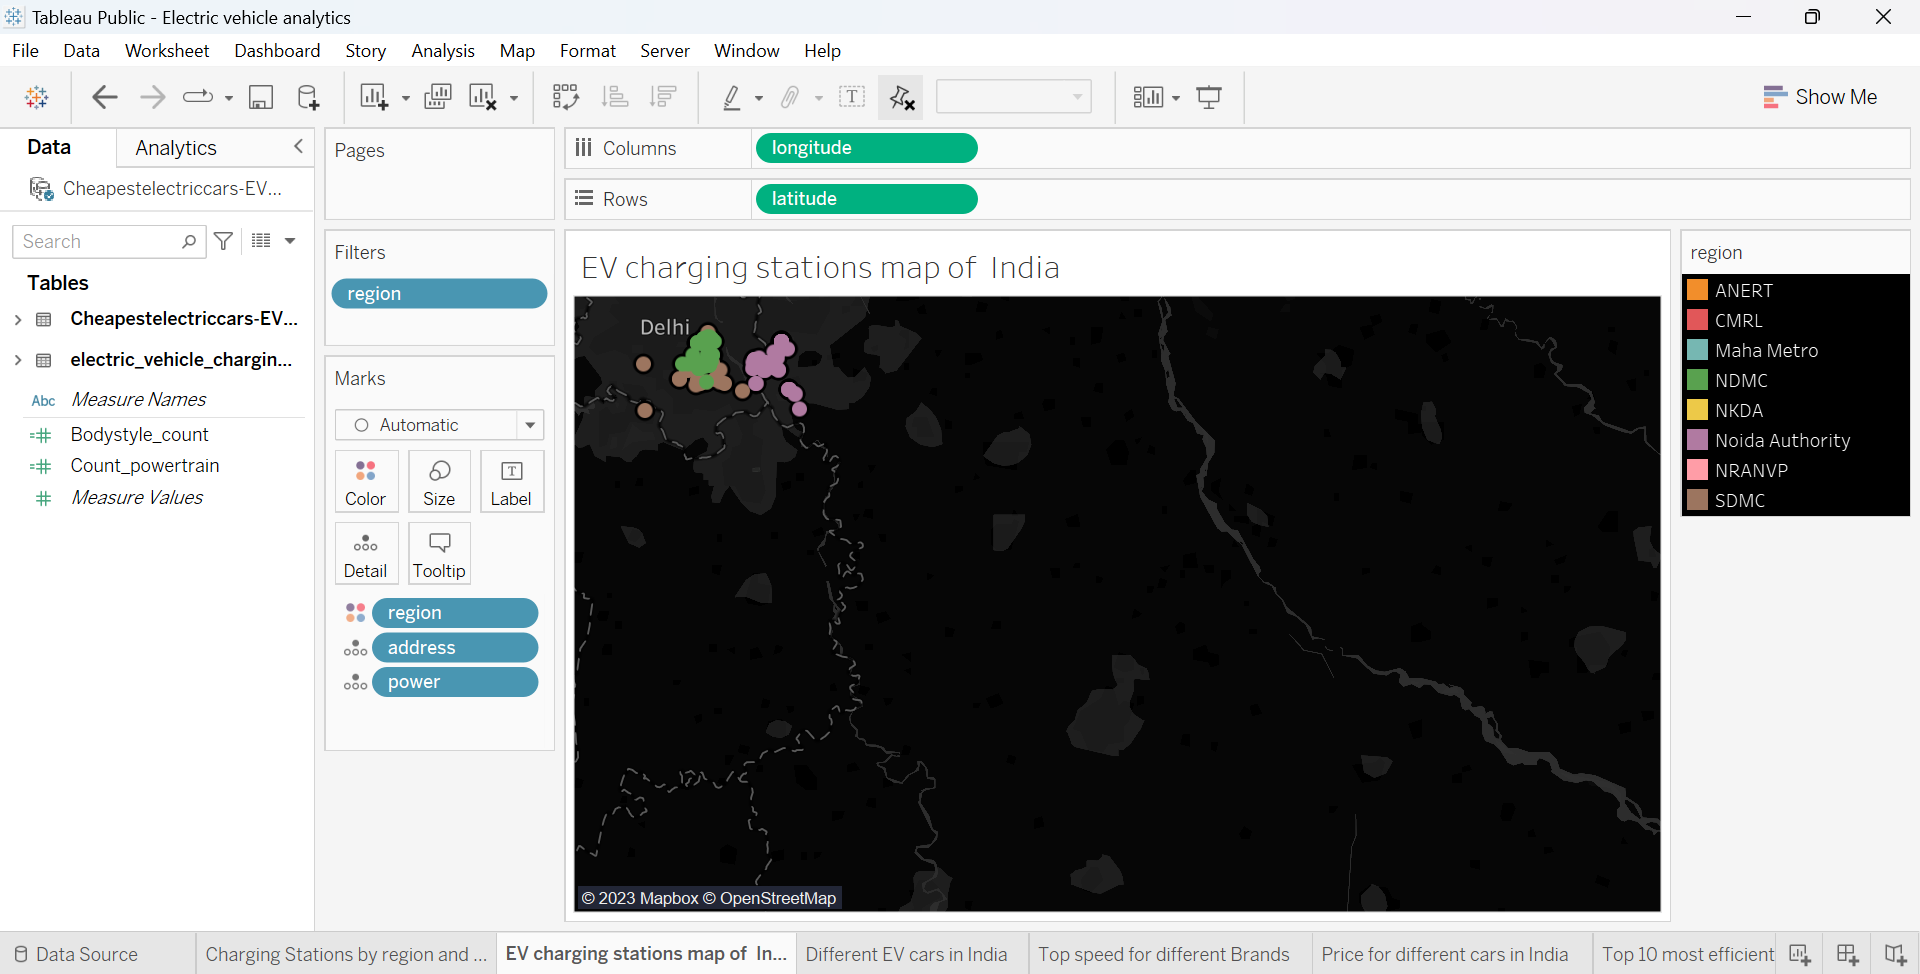 Tableau Public - Electric vehicle analytics
File Data Worksheet Dashboard Story Analysis Map Format Server Window Help
Show Me
Data Analytics
Cheapestelectriccars-EV...
Search
Tables
Cheapestelectriccars-EV...
electric_vehicle_chargin...
Abc Measure Names
Bodystyle_count
Count_powertrain
Measure Values
Pages
Filters
region
Marks
Automatic
Color Size Label
Detail Tooltip
region
address
power
Columns longitude
Rows latitude
EV charging stations map of India
Delhi
© 2023 Mapbox © OpenStreetMap
region
ANERT
CMRL
Maha Metro
NDMC
NKDA
Noida Authority
NRANVP
SDMC
Data Source Charging Stations by region and ... EV charging stations map of In... Different EV cars in India Top speed for different Brands Price for different cars in India Top 10 most efficient